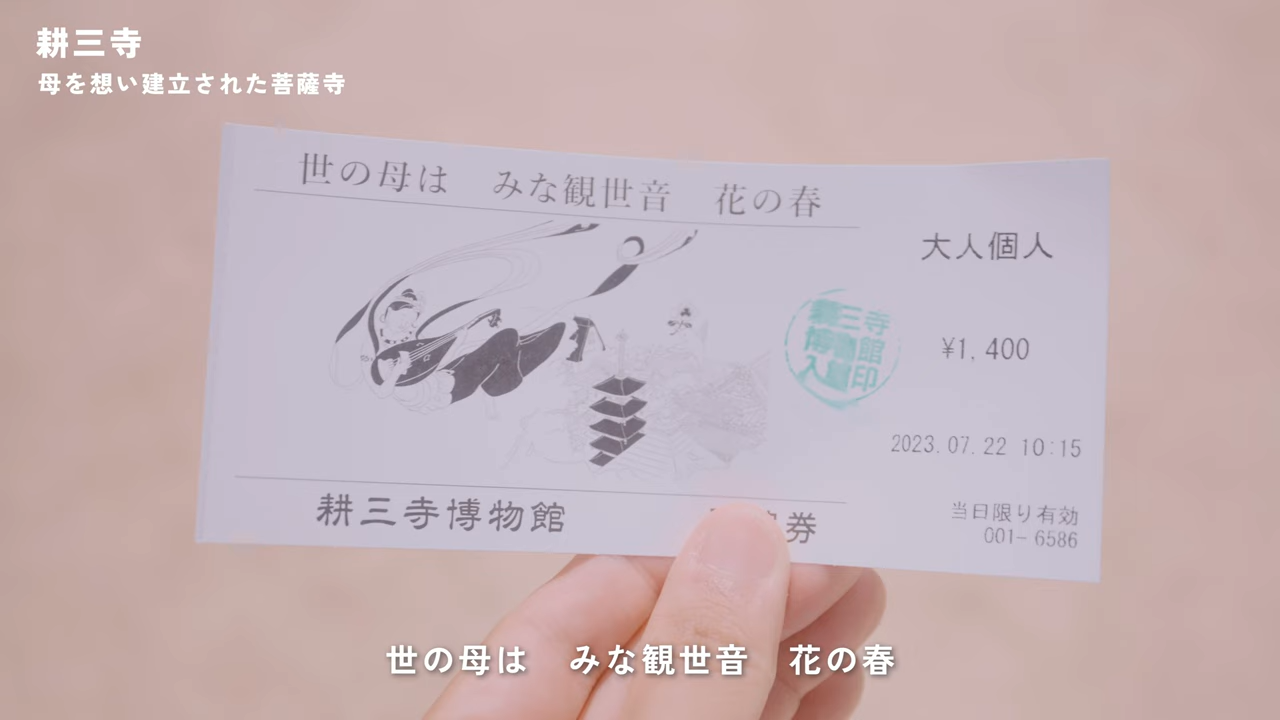 耕三寺
母を想い建立された菩薩寺
世の母は　みな観世音　花の春
大人個人
耕三寺
博物館
入館印
¥1,400
2023.07.22 10:15
当日限り有効
001-6586
耕三寺博物館
券
世の母は　みな観世音　花の春